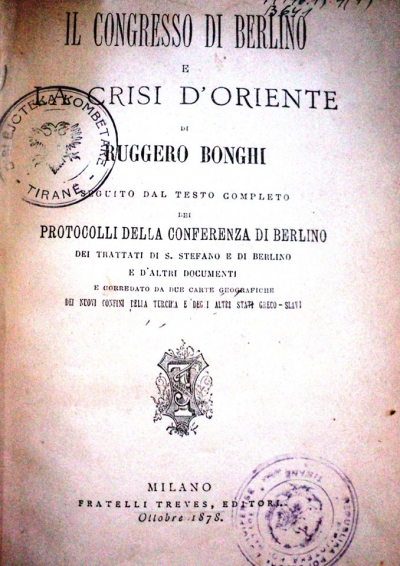 IL CONGRESSO DI BERLINO
E
LA CRISI D'ORIENTE
DI
RUGGERO BONGHI
SEGUITO DAL TESTO COMPLETO
DEI
PROTOCOLLI DELLA CONFERENZA DI BERLINO
DEI TRATTATI DI S. STEFANO E DI BERLINO
E D'ALTRI DOCUMENTI
E CORREDATO DA DUE CARTE GEOGRAFICHE
DEI NUOVI CONFINI DELLA TURCHIA E DEGLI ALTRI STATI GRECO-SLAVI
MILANO
FRATELLI TREVES, EDITORI.
Ottobre 1878.
KOMBETARE
TIRANË